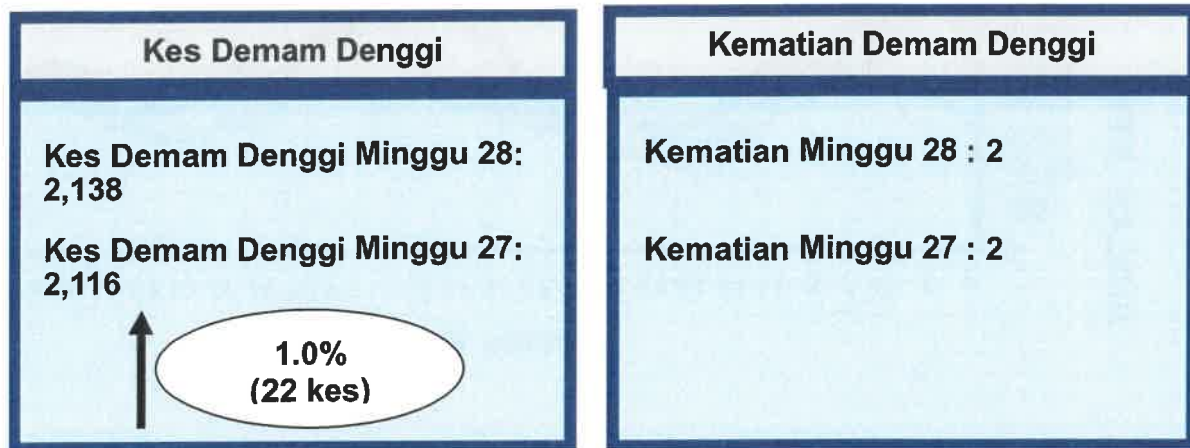 Kes Demam Denggi
Kes Demam Denggi Minggu 28:
2,138
Kes Demam Denggi Minggu 27:
2,116
1.0%
(22 kes)
Kematian Demam Denggi
Kematian Minggu 28 : 2
Kematian Minggu 27 : 2